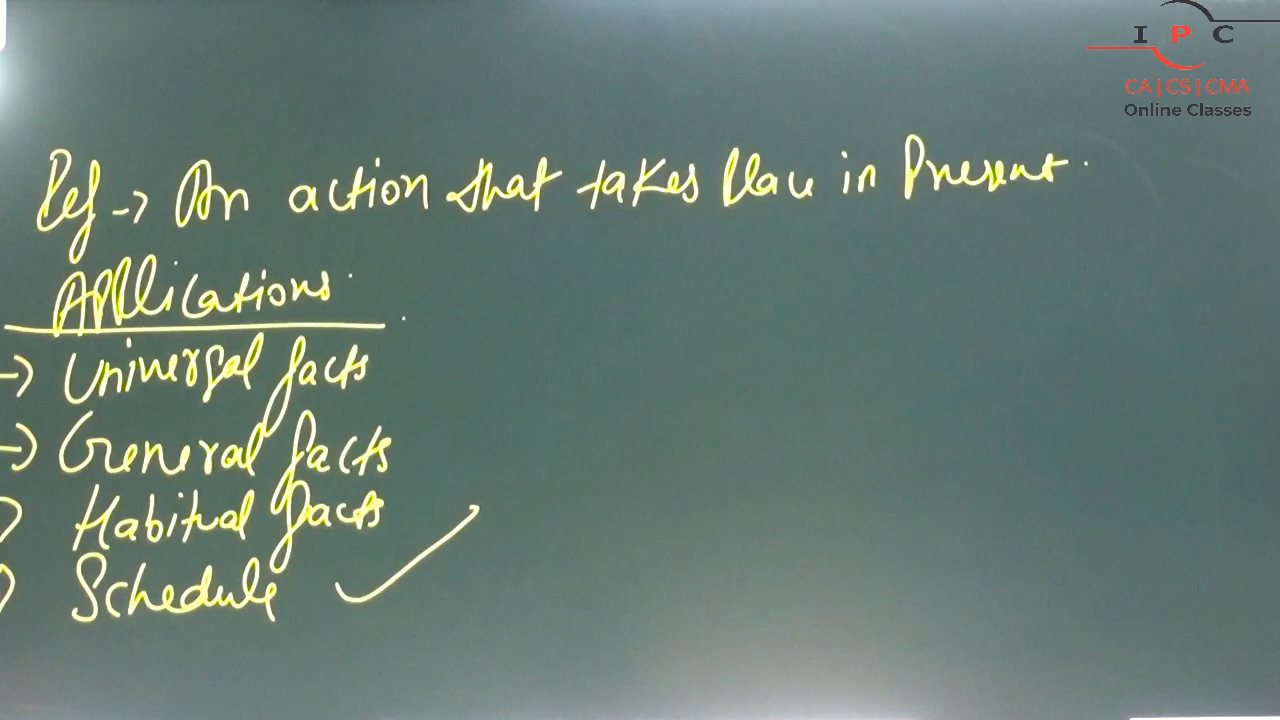 I P C
CA | CS | CMA
Online Classes
Def → An action that takes Place in Present.
Applications
→ Universal facts
→ General facts
Habitual facts
Schedule